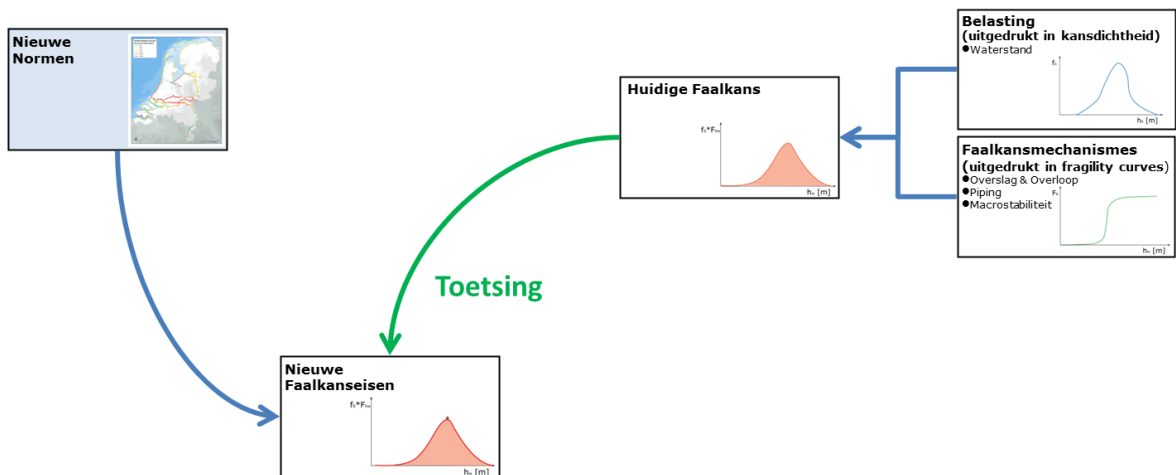 Nieuwe
Normen
Belasting
(uitgedrukt in kansdichtheid)
●Waterstand
h [m]
Huidige Faalkans
h [m]
Faalkansmechanismes
(uitgedrukt in fragility curves)
●Overslag & Overloop
●Piping
●Macrostabiliteit
h [m]
Toetsing
Nieuwe
Faalkanseisen
h [m]